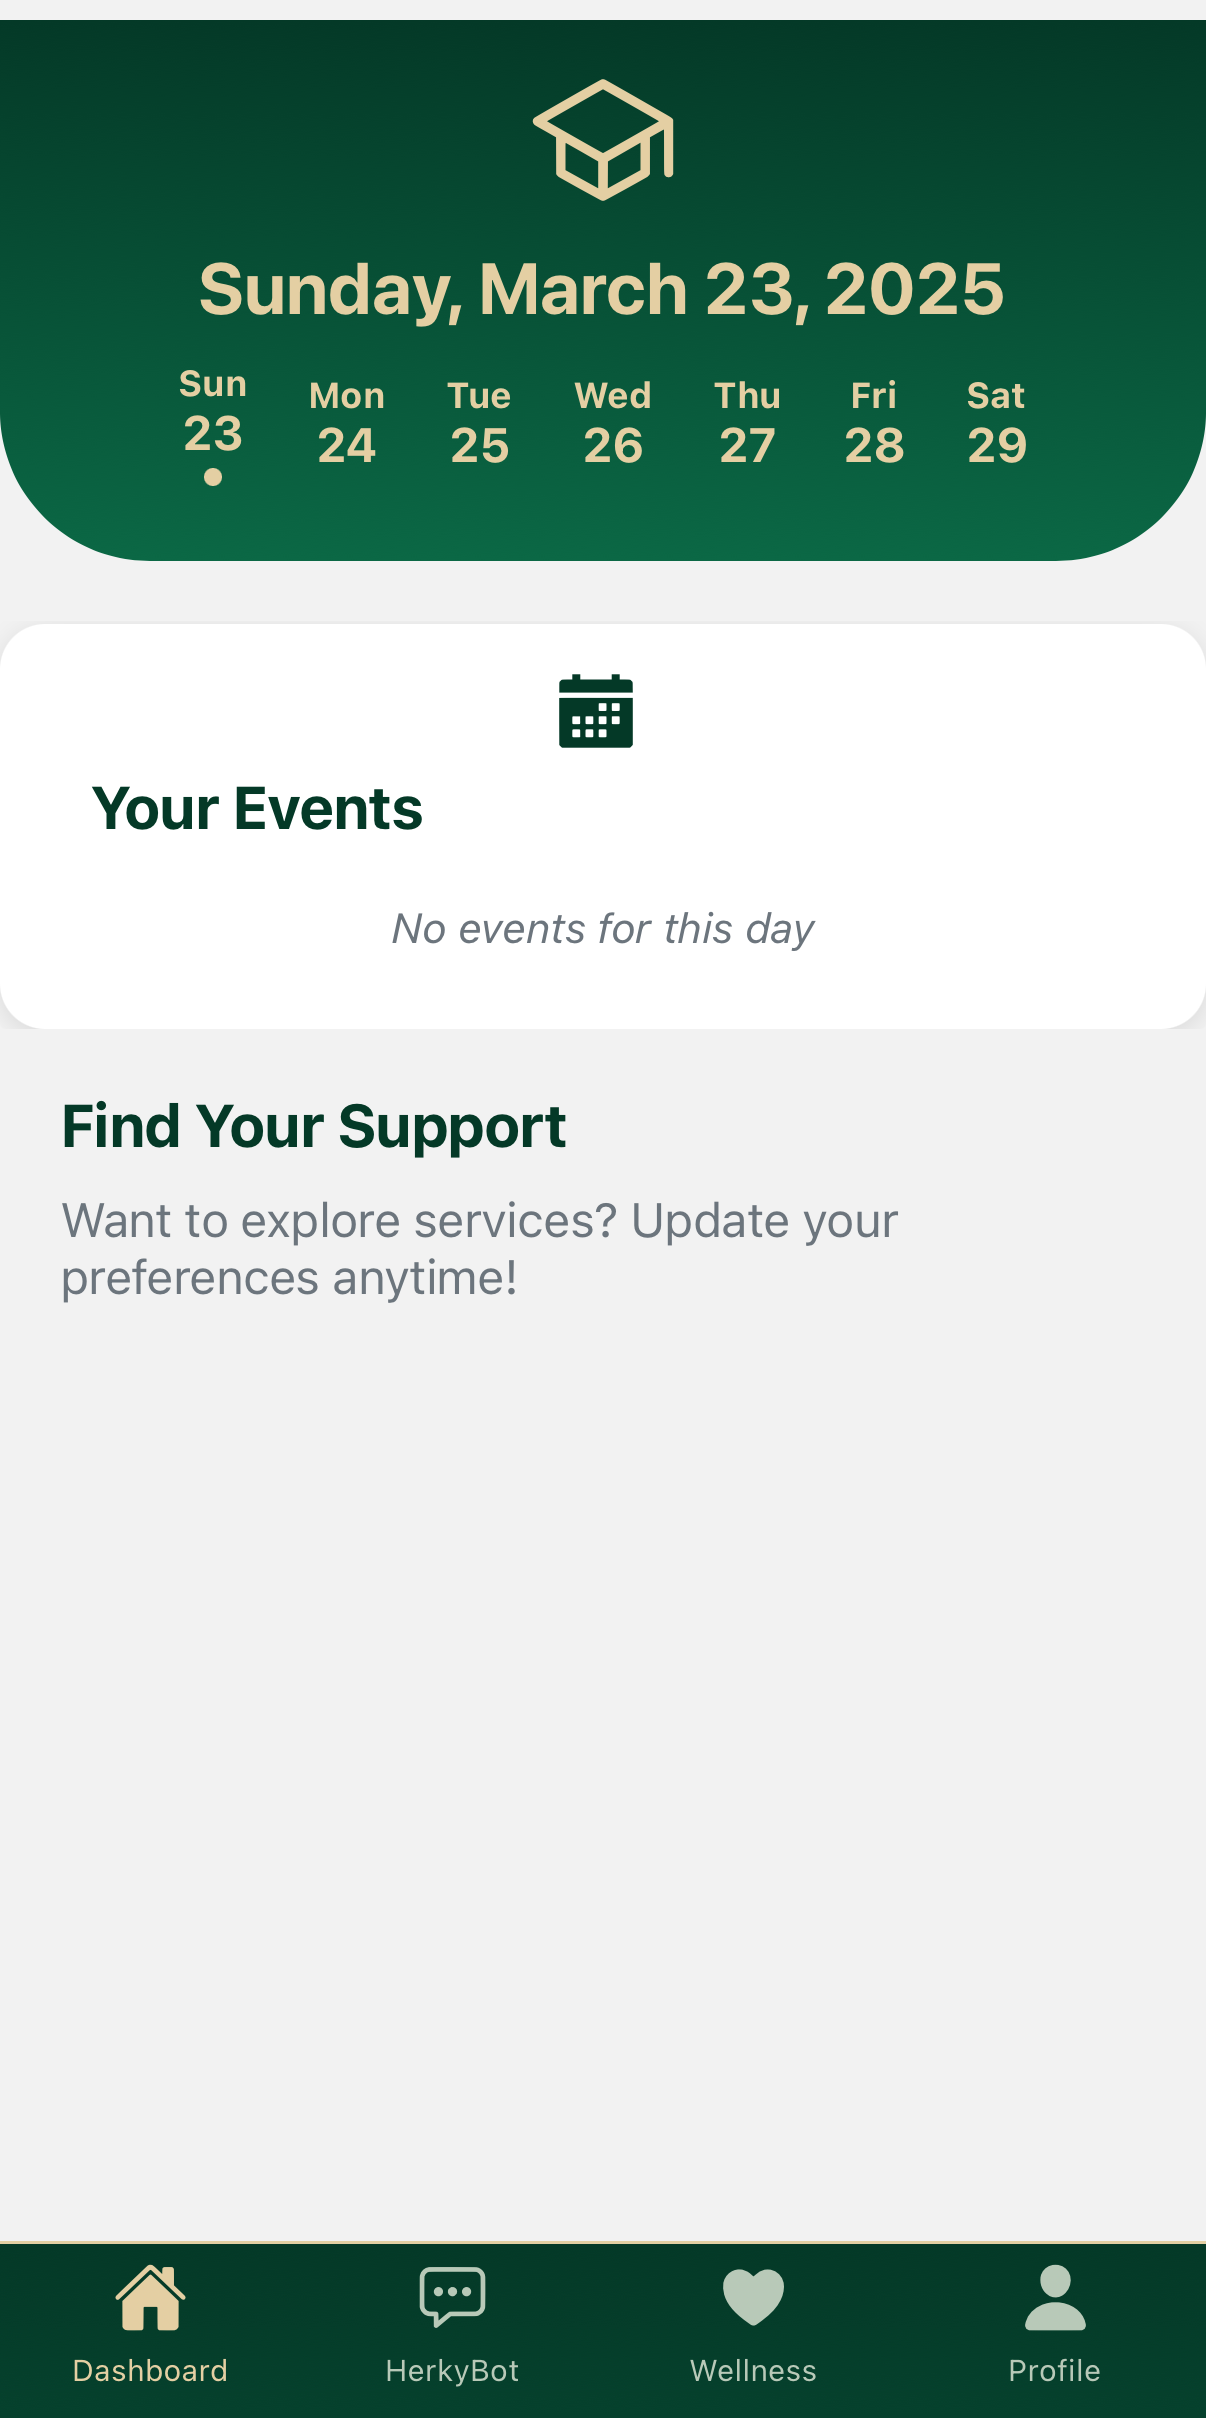 Sunday, March 23, 2025
Sun Mon Tue Wed Thu Fri Sat
23 24 25 26 27 28 29
Your Events
No events for this day
Find Your Support
Want to explore services? Update your
preferences anytime!
Dashboard HerkyBot Wellness Profile